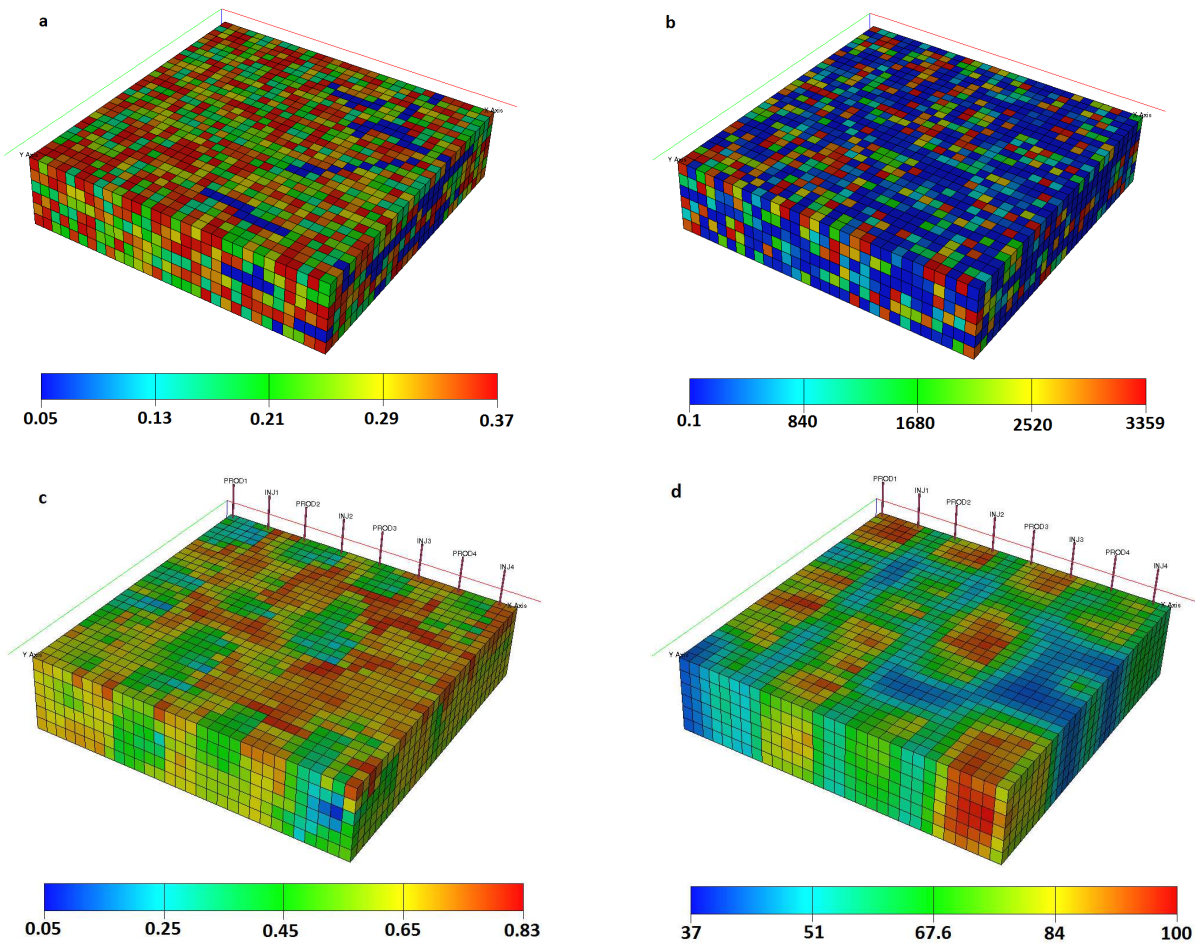 a
X Axis
Y Axis
0.05 0.13 0.21 0.29 0.37
b
X Axis
Y Axis
0.1 840 1680 2520 3359
c
PROD1 INJ1 PROD2 INJ2 PROD3 INJ3 PROD4 INJ4
X Axis
Y Axis
0.05 0.25 0.45 0.65 0.83
d
PROD1 INJ1 PROD2 INJ2 PROD3 INJ3 PROD4 INJ4
X Axis
Y Axis
37 51 67.6 84 100